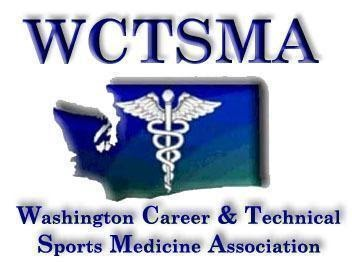 WCTSMA
Washington Career & Technical
Sports Medicine Association